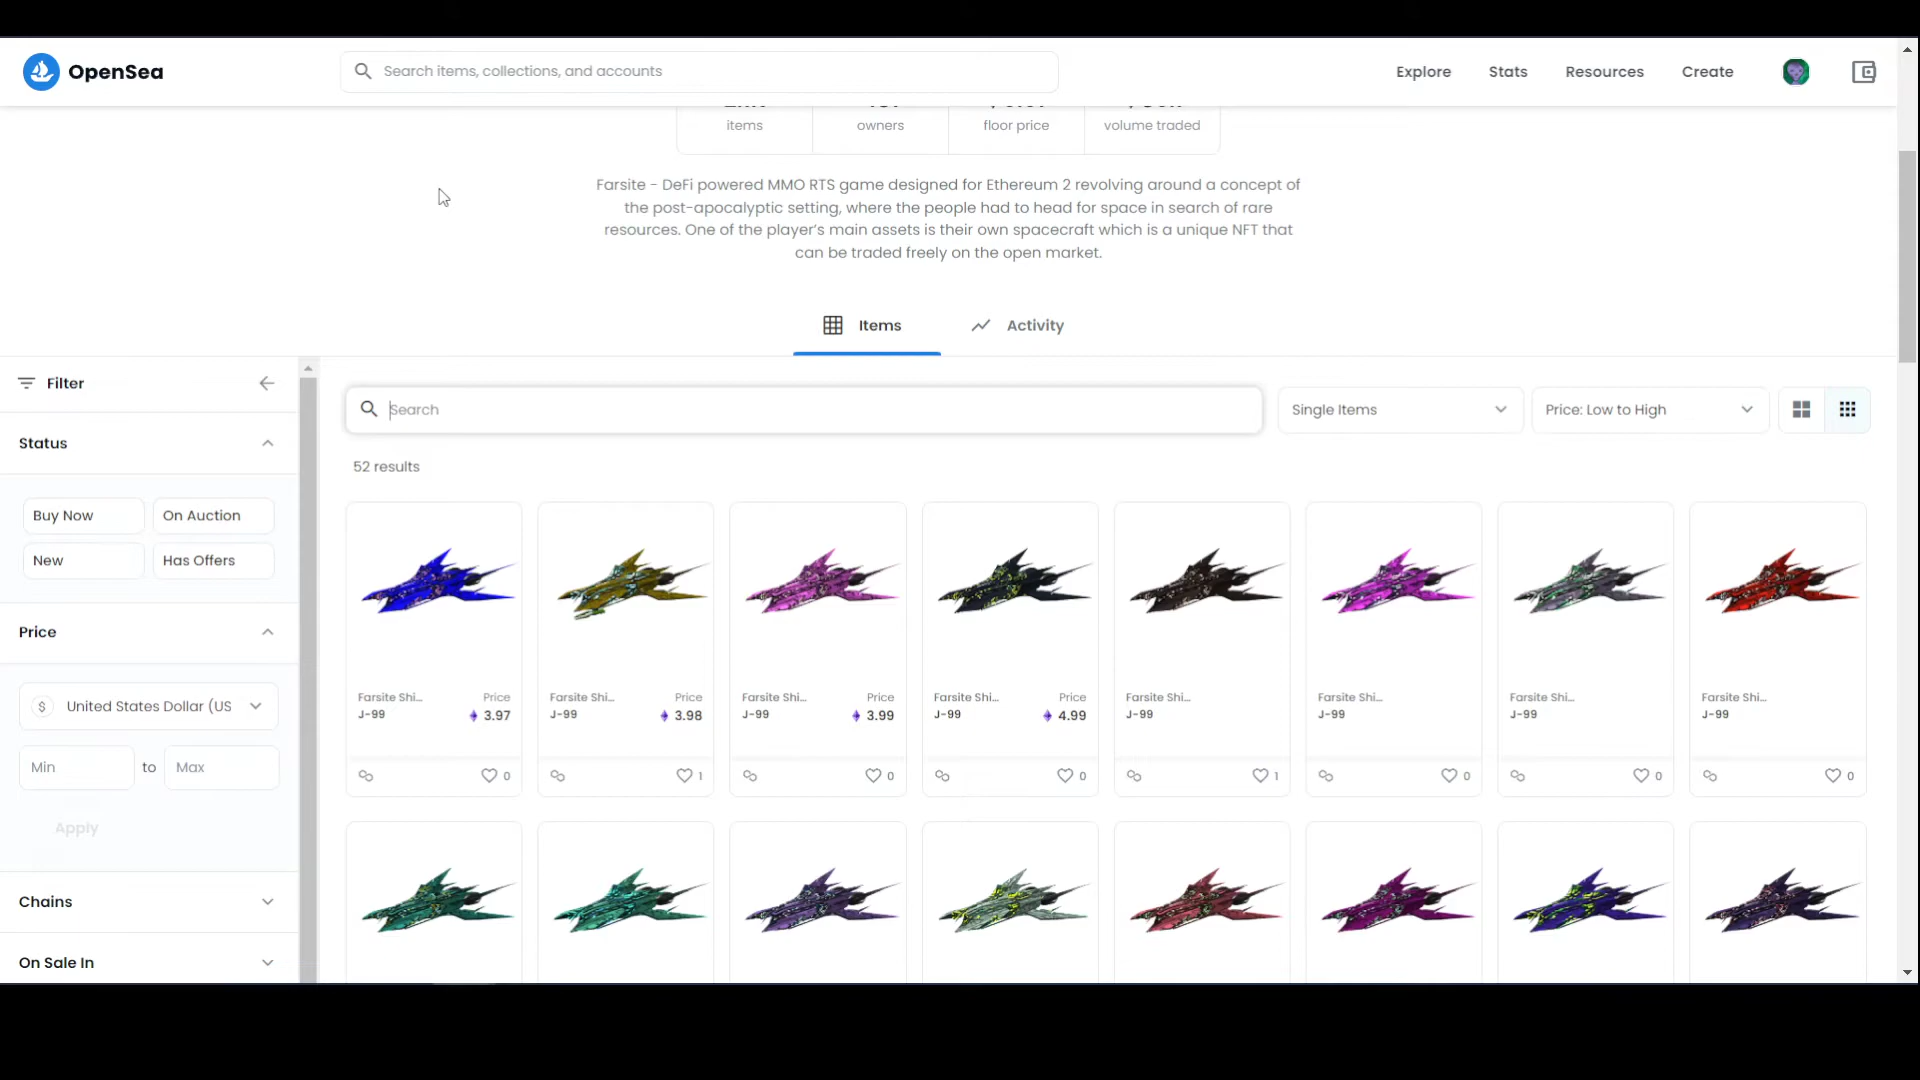 OpenSea
Search items, collections, and accounts
Explore
Stats
Resources
Create
items
owners
floor price
volume traded
Farsite - DeFi powered MMO RTS game designed for Ethereum 2 revolving around a concept of
the post-apocalyptic setting, where the people had to head for space in search of rare
resources. One of the player's main assets is their own spacecraft which is a unique NFT that
can be traded freely on the open market.
Items
Activity
Filter
Search
Single Items
Price: Low to High
Status
52 results
Buy Now
On Auction
New
Has Offers
Price
$ United States Dollar (US
Min
to
Max
Apply
Chains
On Sale In
Farsite Shi... Price
J-99 3.97
0
Farsite Shi... Price
J-99 3.98
1
Farsite Shi... Price
J-99 3.99
0
Farsite Shi... Price
J-99 4.99
0
Farsite Shi...
J-99
1
Farsite Shi...
J-99
0
Farsite Shi...
J-99
0
Farsite Shi...
J-99
0